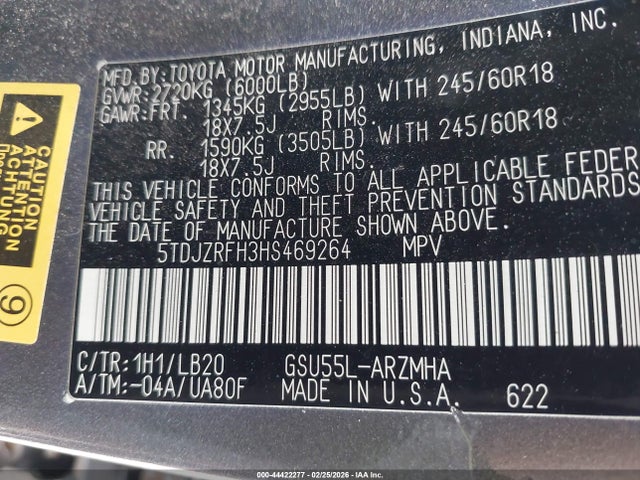 MFD.BY:TOYOTA MOTOR MANUFACTURING, INDIANA, INC.
GVWR:2720KG (6000LB)
GAWR:FRT. 1345KG (2955LB) WITH 245/60R18
18X7.5J RIMS.
RR. 1590KG (3505LB) WITH 245/60R18
18X7.5J RIMS.
THIS VEHICLE CONFORMS TO ALL APPLICABLE FEDER
VEHICLE SAFETY AND THEFT PREVENTION STANDARDS
THE DATE OF MANUFACTURE SHOWN ABOVE.
5TDJZRFH3HS469264 MPV
C/TR:1H1/LB20 GSU55L-ARZMHA
A/TM:-04A/UA80F MADE IN U.S.A. 622
CAUTION
ATTENTION
ACHTUNG
9
000-44422277 - 02/25/2026 - IAA Inc.